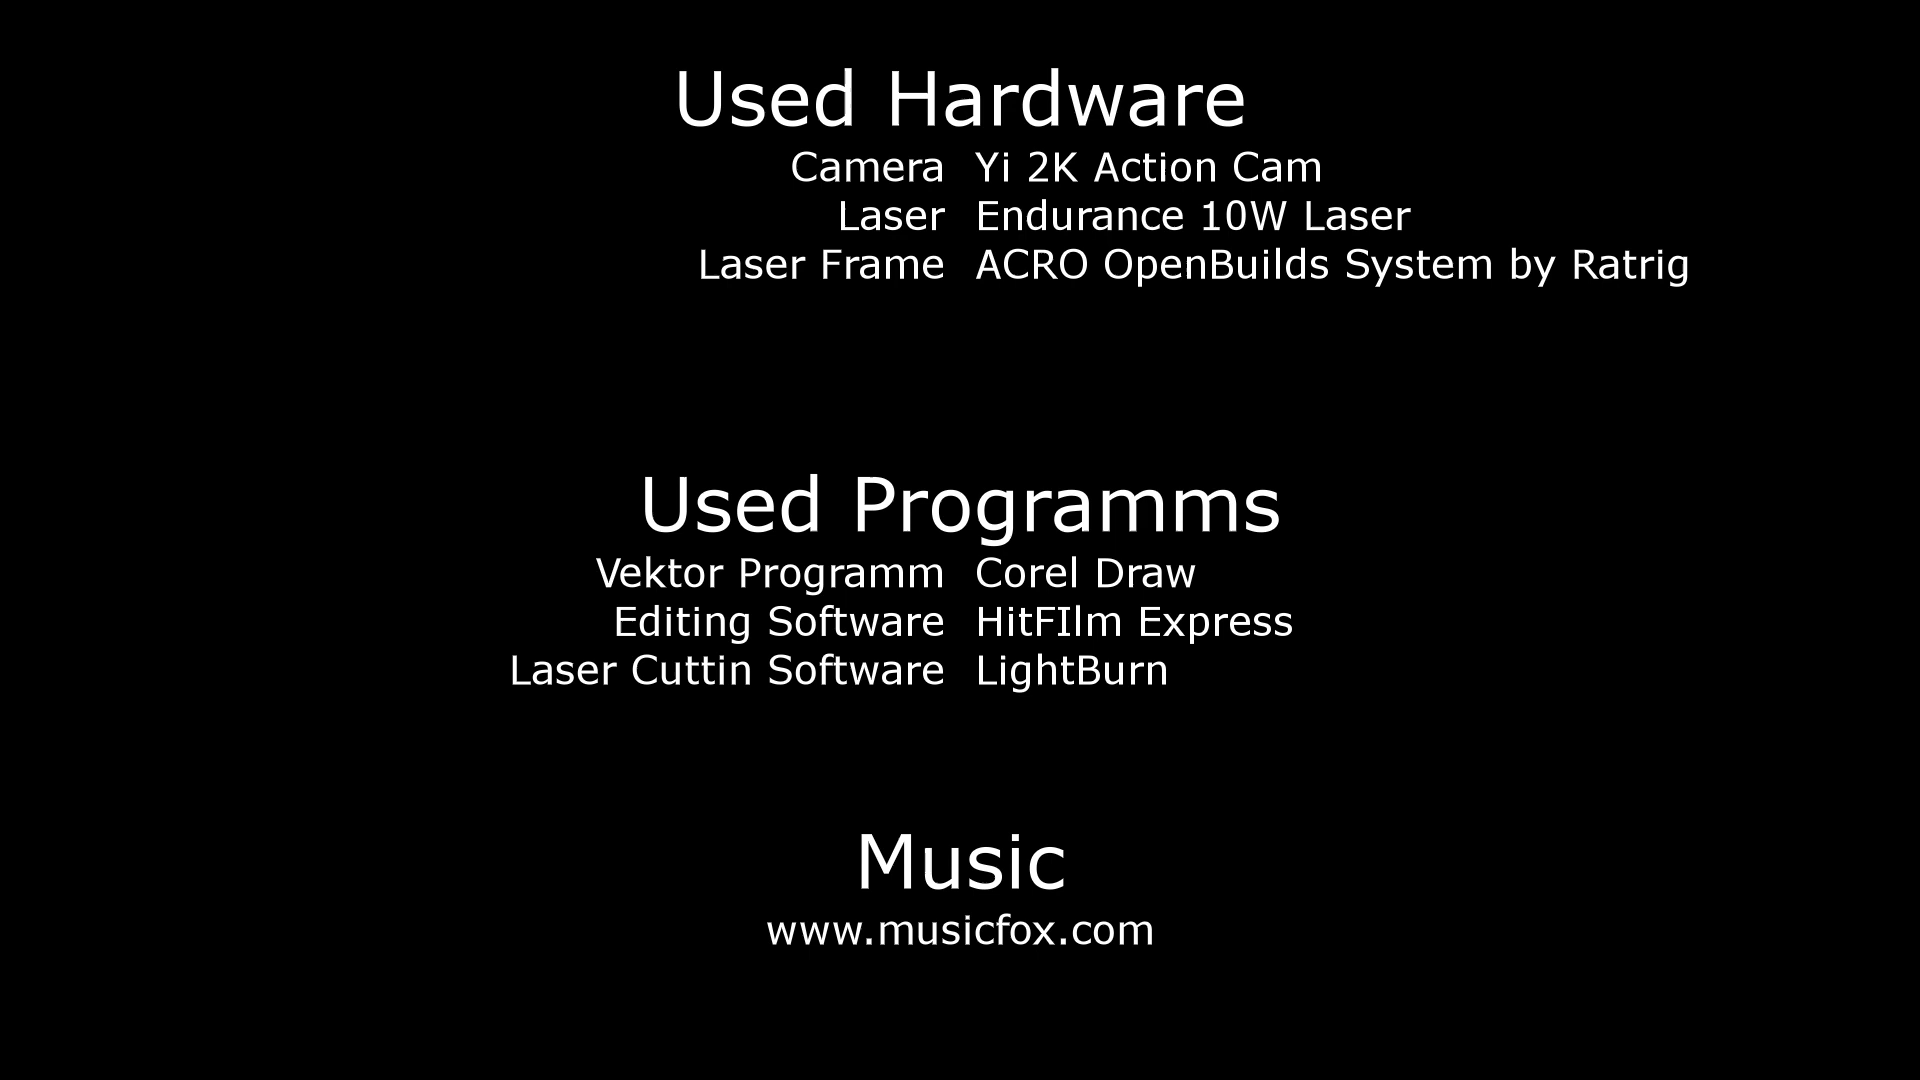 Used Hardware
Camera Yi 2K Action Cam
Laser Endurance 10W Laser
Laser Frame ACRO OpenBuilds System by Ratrig
Used Programms
Vektor Programm Corel Draw
Editing Software HitFIlm Express
Laser Cuttin Software LightBurn
Music
www.musicfox.com